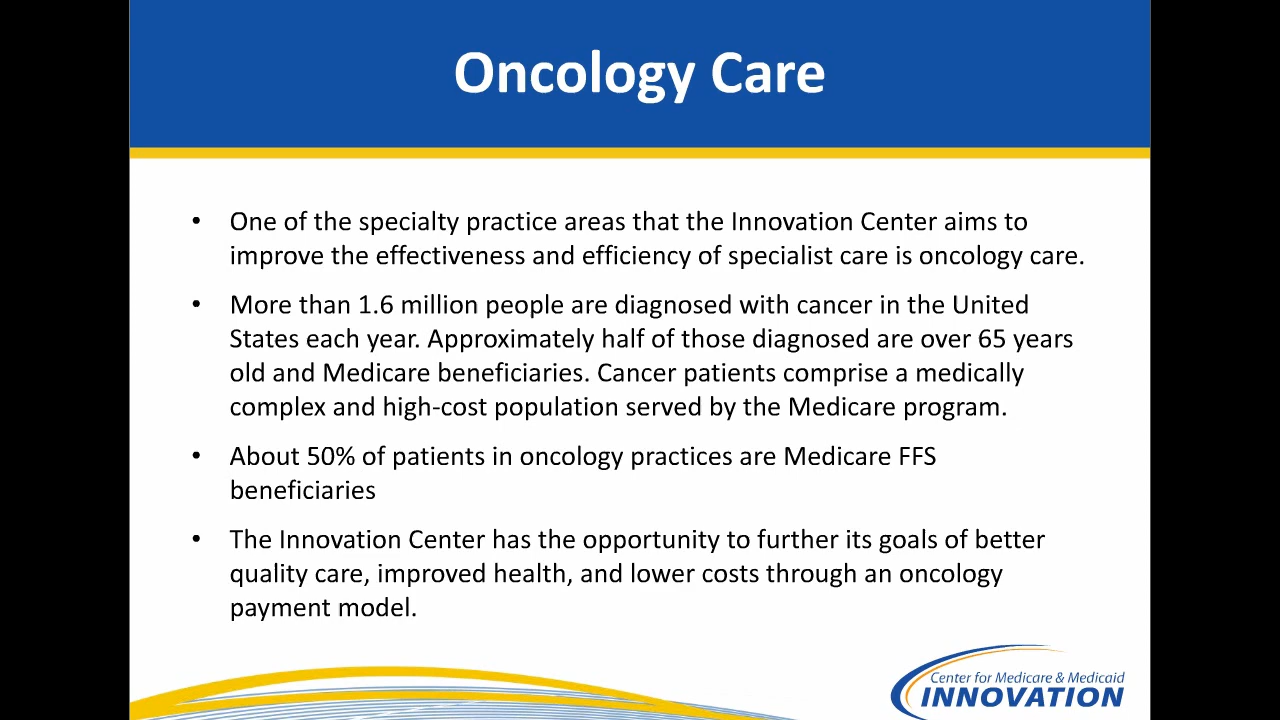 Oncology Care
• One of the specialty practice areas that the Innovation Center aims to
improve the effectiveness and efficiency of specialist care is oncology care.
• More than 1.6 million people are diagnosed with cancer in the United
States each year. Approximately half of those diagnosed are over 65 years
old and Medicare beneficiaries. Cancer patients comprise a medically
complex and high-cost population served by the Medicare program.
• About 50% of patients in oncology practices are Medicare FFS
beneficiaries
• The Innovation Center has the opportunity to further its goals of better
quality care, improved health, and lower costs through an oncology
payment model.
Center for Medicare & Medicaid
INNOVATION